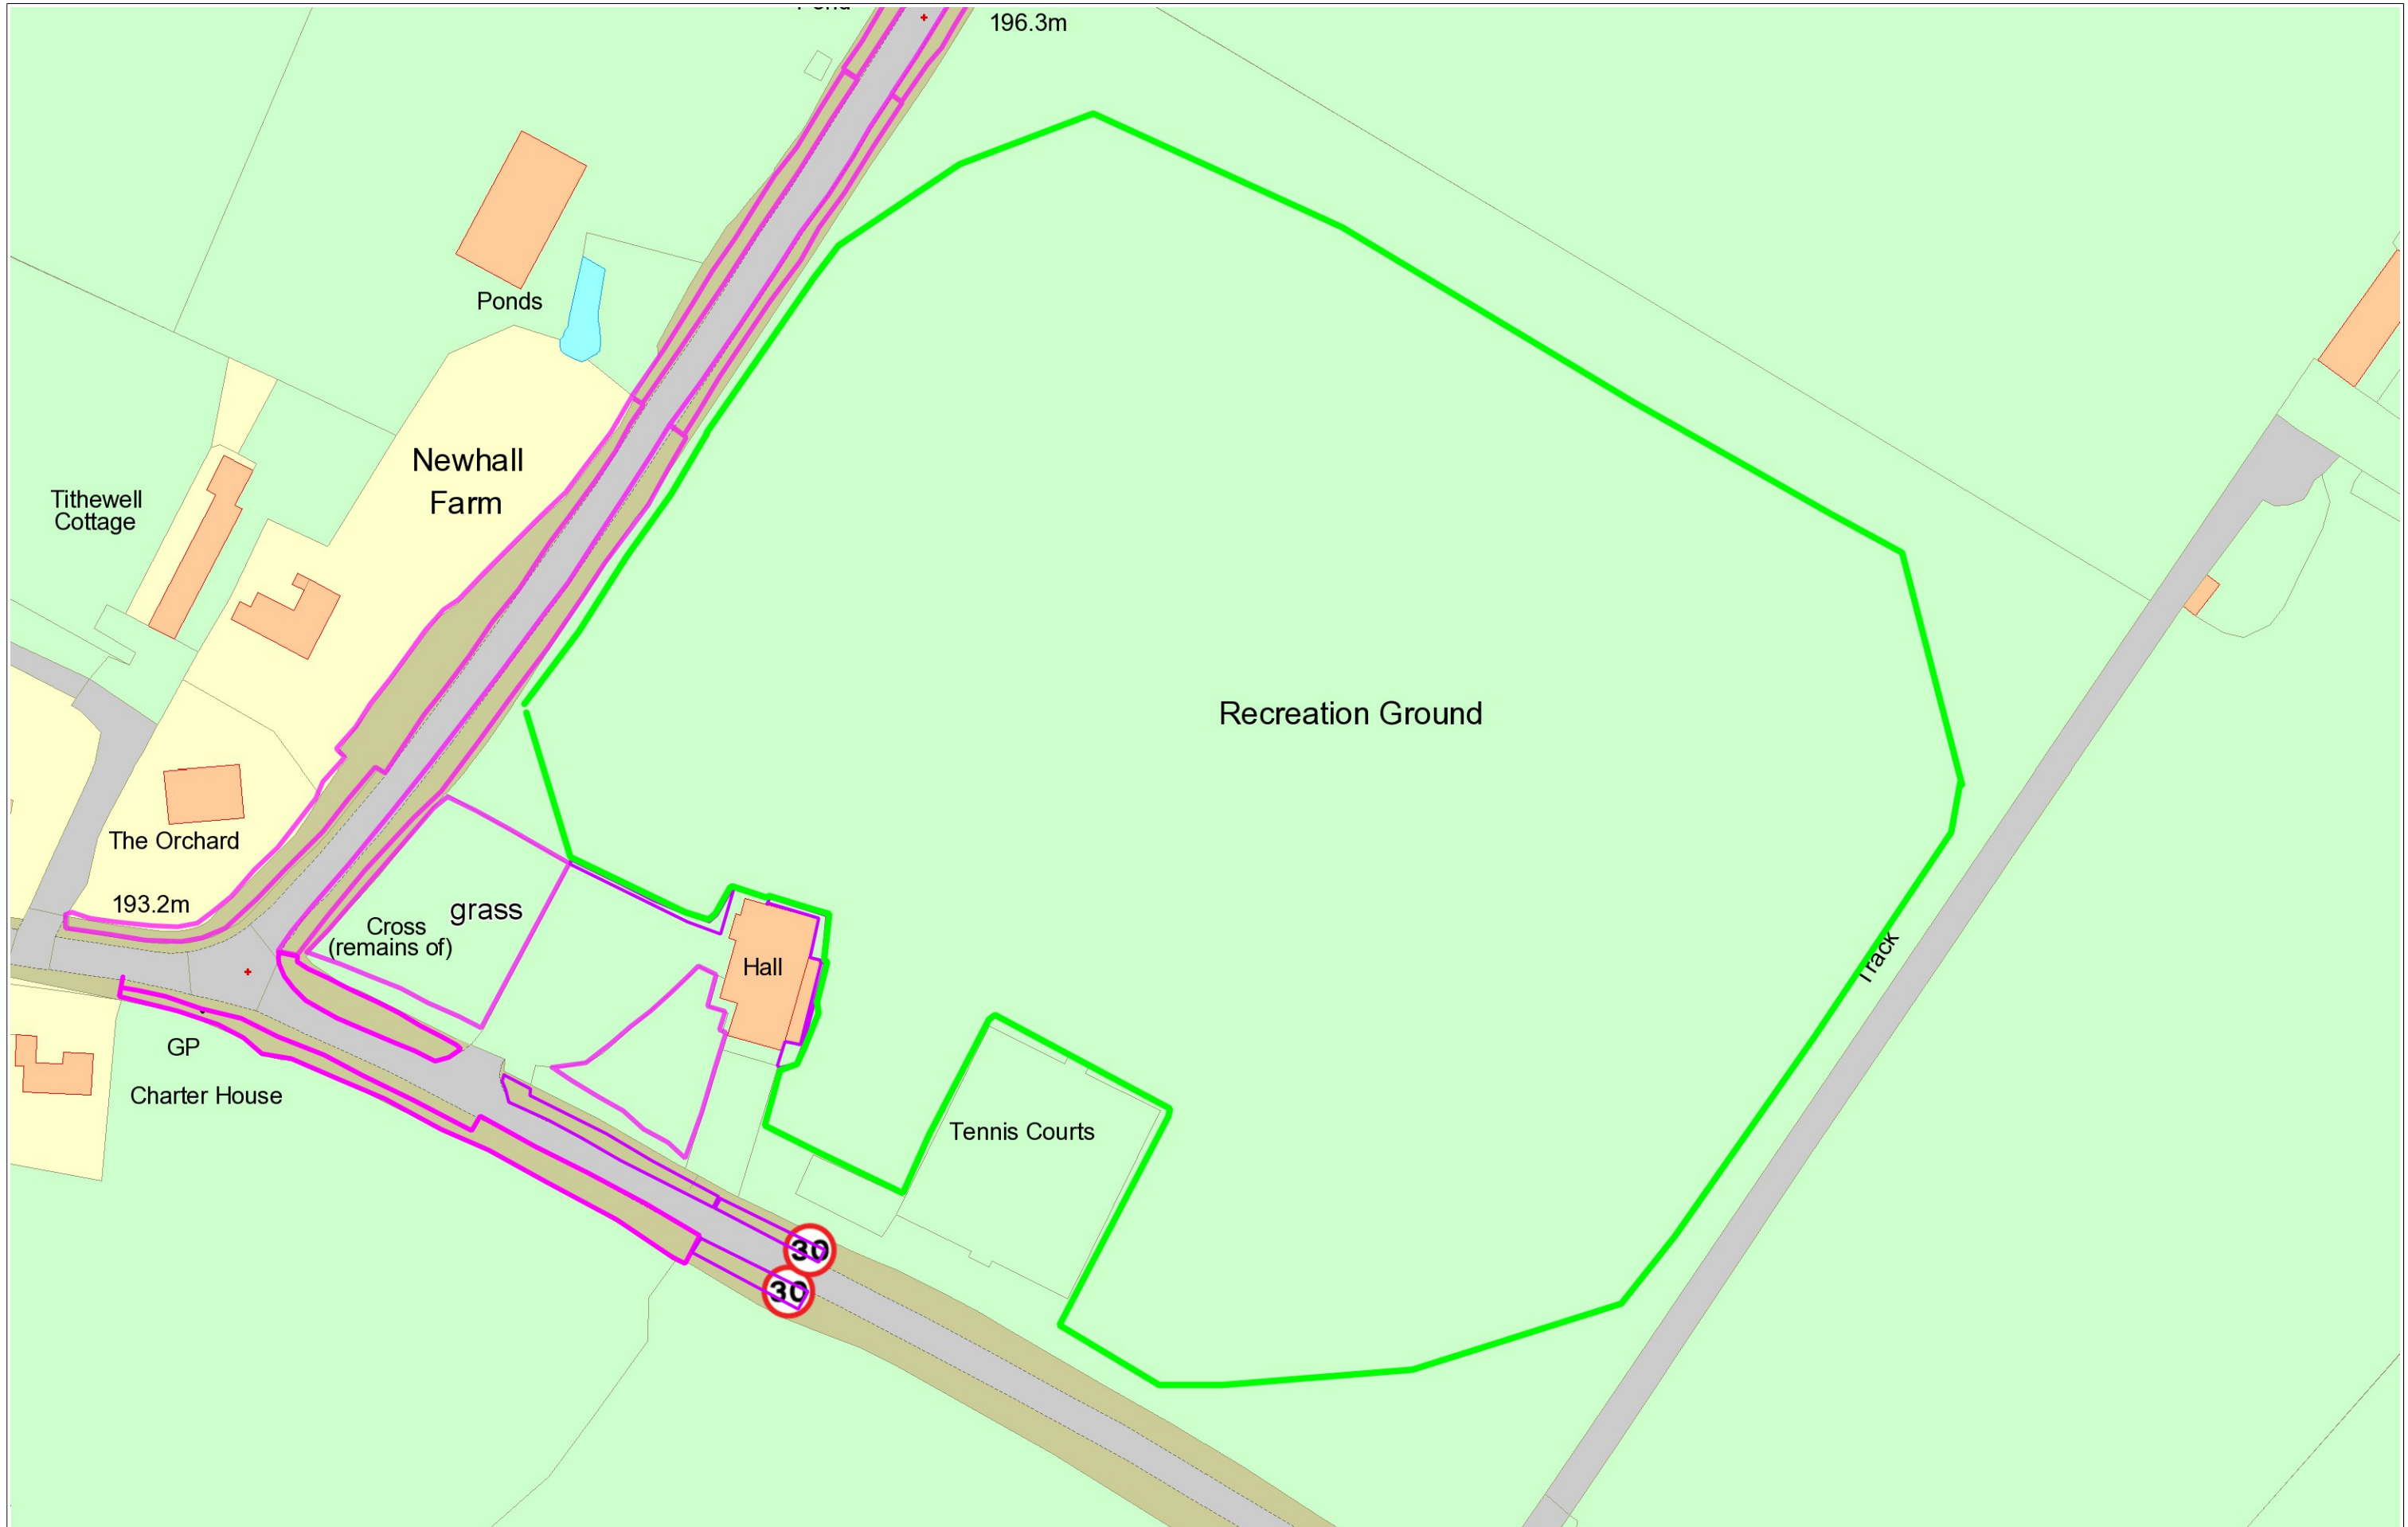 196.3m
Ponds
Newhall
Farm
Tithewell
Cottage
Recreation Ground
The Orchard
193.2m
grass
Cross
(remains of)
Hall
Track
GP
Charter House
Tennis Courts
30
30